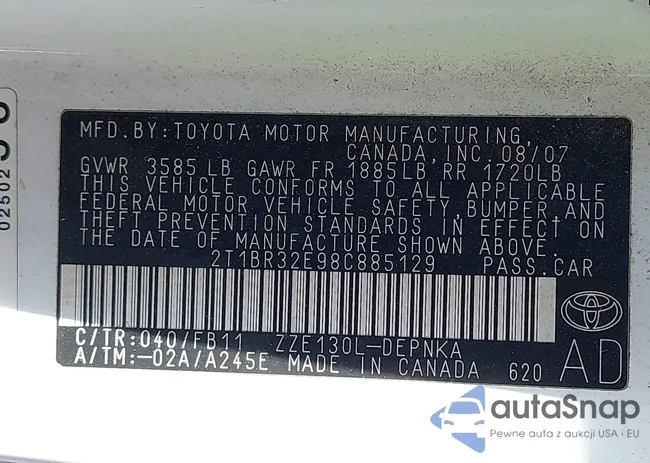 MFD.BY:TOYOTA MOTOR MANUFACTURING,
CANADA,INC. 08/07
GVWR 3585 LB GAWR FR 1885LB RR 1720LB
THIS VEHICLE CONFORMS TO ALL APPLICABLE
FEDERAL MOTOR VEHICLE SAFETY, BUMPER AND
THEFT PREVENTION STANDARDS IN EFFECT ON
THE DATE OF MANUFACTURE SHOWN ABOVE.
2T1BR32E98C885129 PASS.CAR
C/TR:040/FB11 ZZE130L-DEPNKA
A/TM:-02A/A245E MADE IN CANADA 620
AD
autaSnap
Pewne auta z aukcji USA i EU